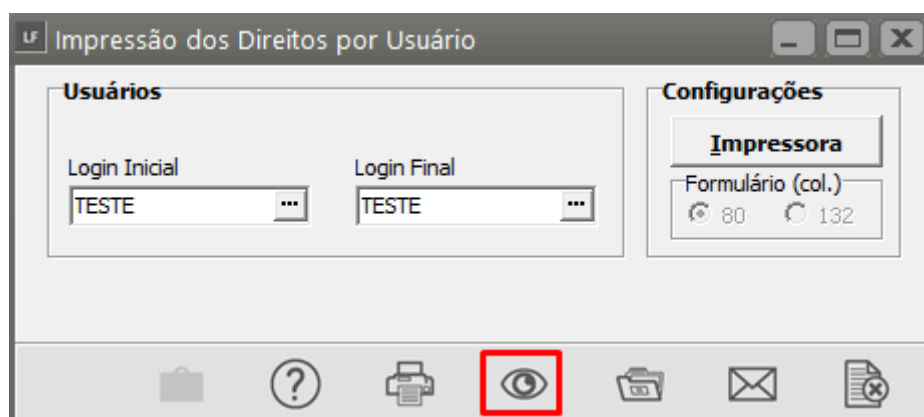 LF Impressão dos Direitos por Usuário
Usuários
Login Inicial
Login Final
TESTE ...
TESTE ...
Configurações
Impressora
Formulário (col.)
80 132
?